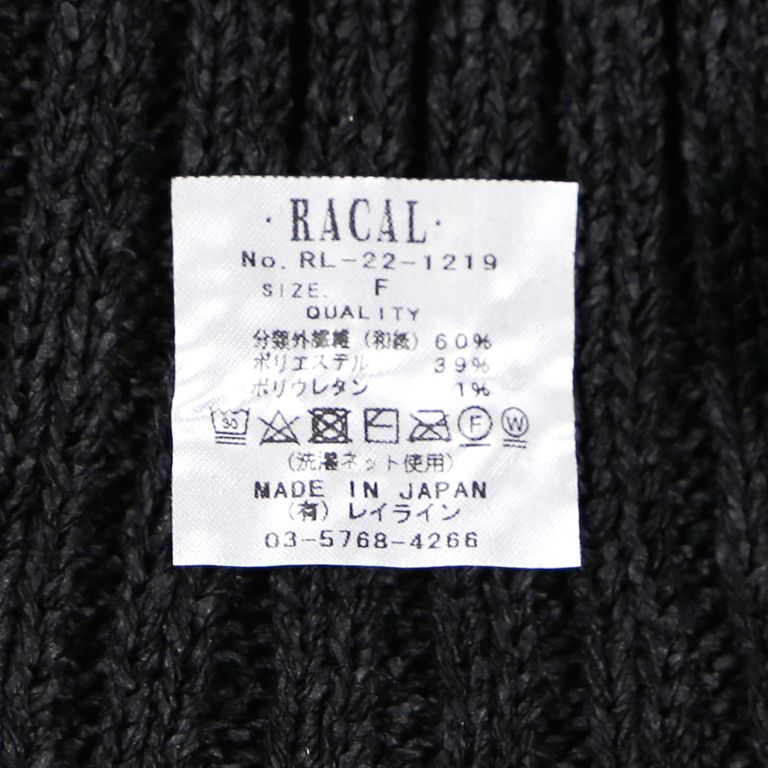 ・RACAL・
No. RL-22-1219
SIZE. F
QUALITY
分類外繊維(和紙) 60%
ポリエステル 39%
ポリウレタン 1%
30 F W
(洗濯ネット使用)
MADE IN JAPAN
(有)レイライン
03-5768-4266